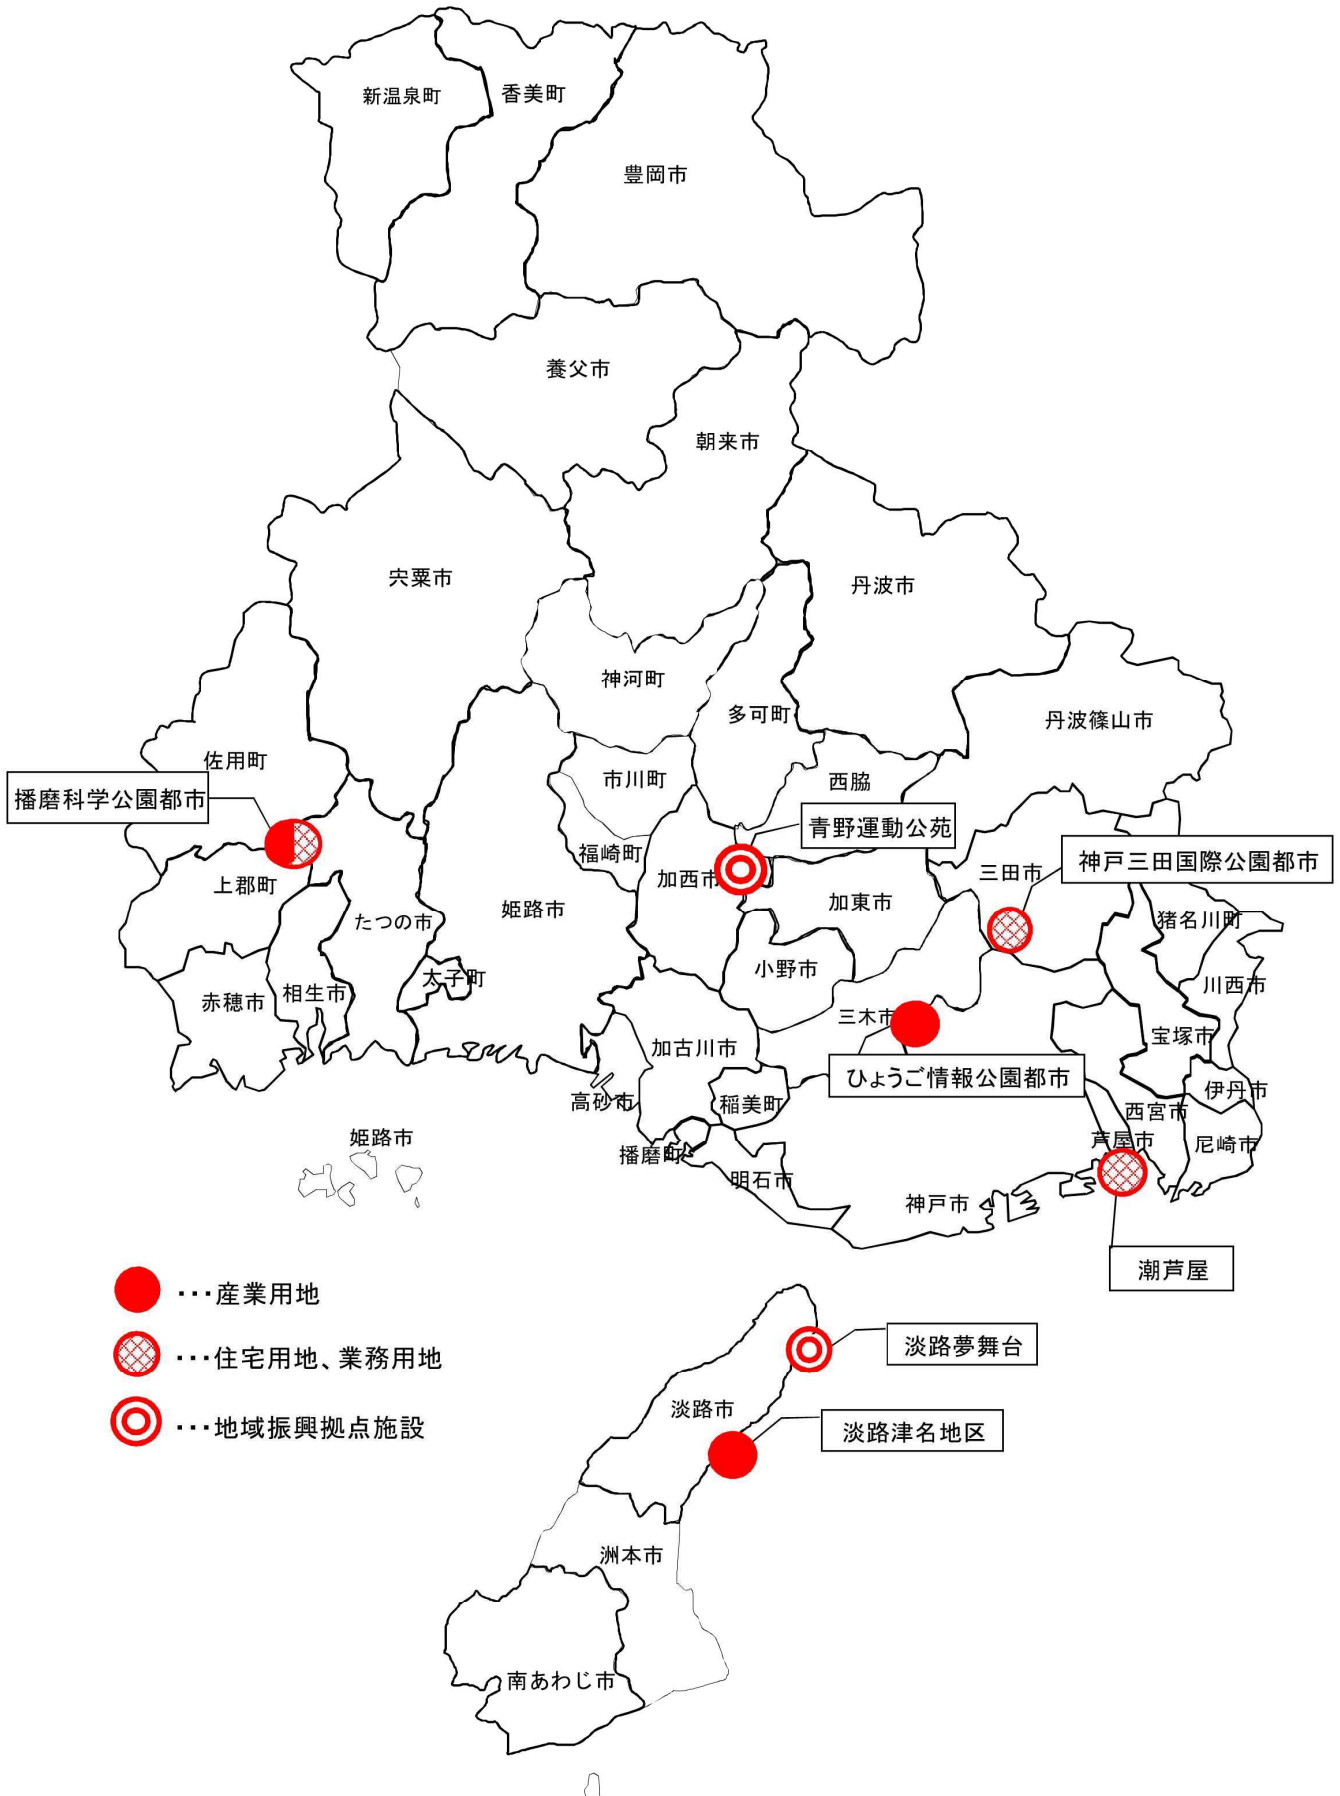 新温泉町
香美町
豊岡市
養父市
朝来市
宍粟市
丹波市
神河町
多可町
丹波篠山市
佐用町
市川町
西脇
播磨科学公園都市
青野運動公苑
福崎町
神戸三田国際公園都市
三田市
加西市
上郡町
加東市
姫路市
たつの市
猪名川町
小野市
太子町
川西市
相生市
赤穂市
三木市
宝塚市
加古川市
ひょうご情報公園都市
伊丹市
高砂市
稲美町
西宮市
芦屋市
尼崎市
姫路市
播磨町
明石市
神戸市
潮芦屋
・・・産業用地
・・・住宅用地、業務用地
・・・地域振興拠点施設
淡路夢舞台
淡路市
淡路津名地区
洲本市
南あわじ市